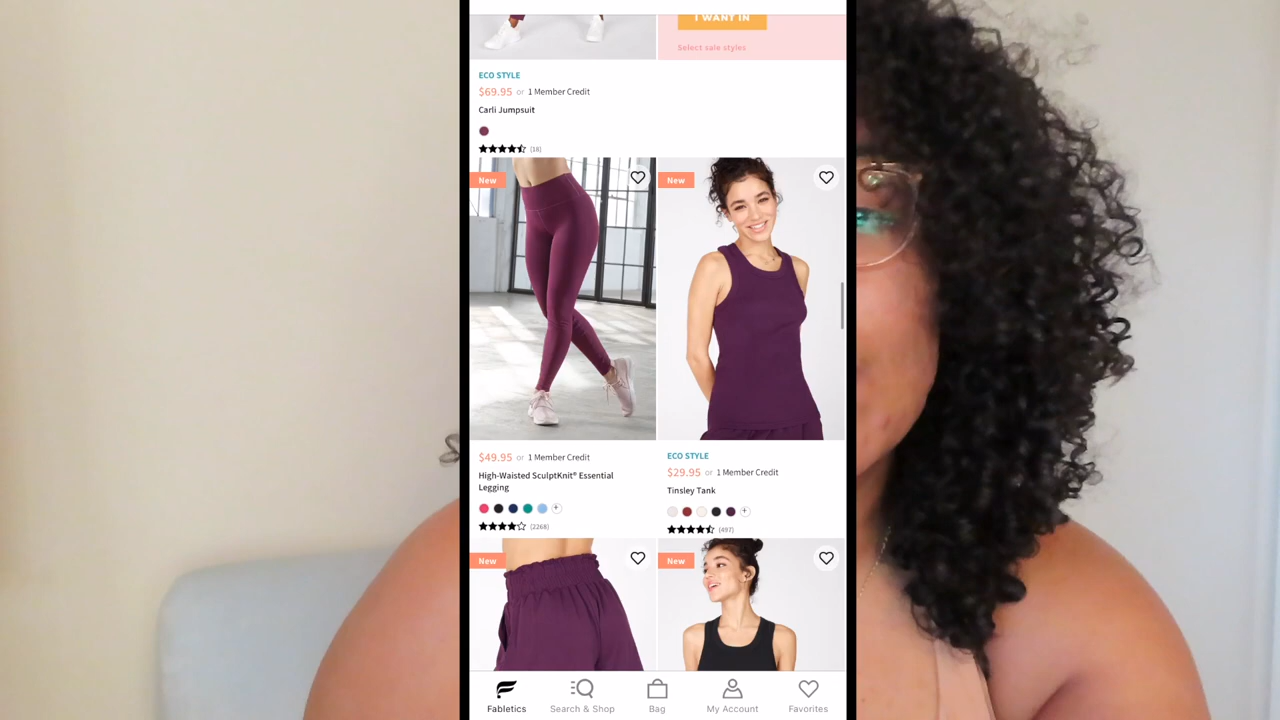 I WANT IN
Select sale styles
ECO STYLE
$69.95 or 1 Member Credit
Carli Jumpsuit
(18)
New
New
$49.95 or 1 Member Credit
High-Waisted SculptKnit® Essential
Legging
+
(2268)
ECO STYLE
$29.95 or 1 Member Credit
Tinsley Tank
+
(497)
New
New
Fabletics
Search & Shop
Bag
My Account
Favorites